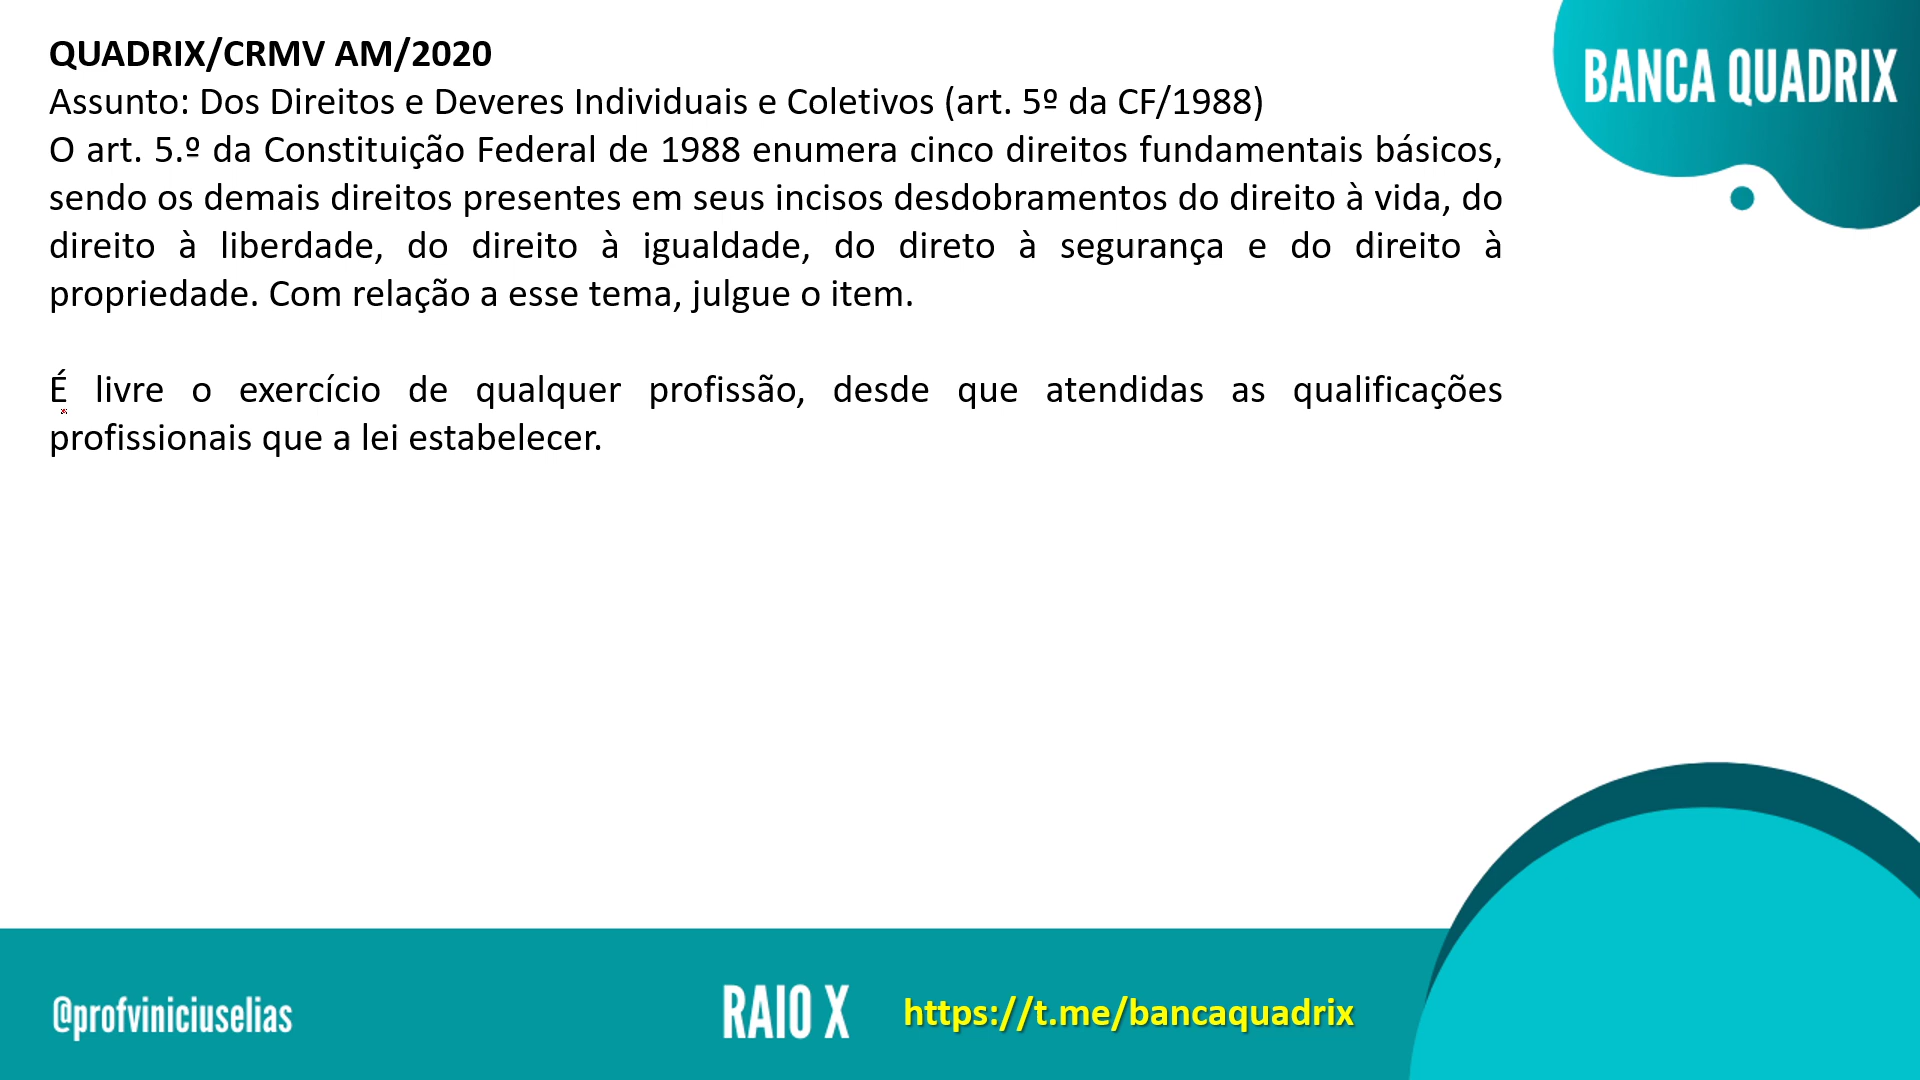 QUADRIX/CRMV AM/2020
Assunto: Dos Direitos e Deveres Individuais e Coletivos (art. 5º da CF/1988)
O art. 5.º da Constituição Federal de 1988 enumera cinco direitos fundamentais básicos,
sendo os demais direitos presentes em seus incisos desdobramentos do direito à vida, do
direito à liberdade, do direito à igualdade, do direto à segurança e do direito à
propriedade. Com relação a esse tema, julgue o item.
É livre o exercício de qualquer profissão, desde que atendidas as qualificações
profissionais que a lei estabelecer.
BANCA QUADRIX
@profviniciuselias
RAIO X
https://t.me/bancaquadrix